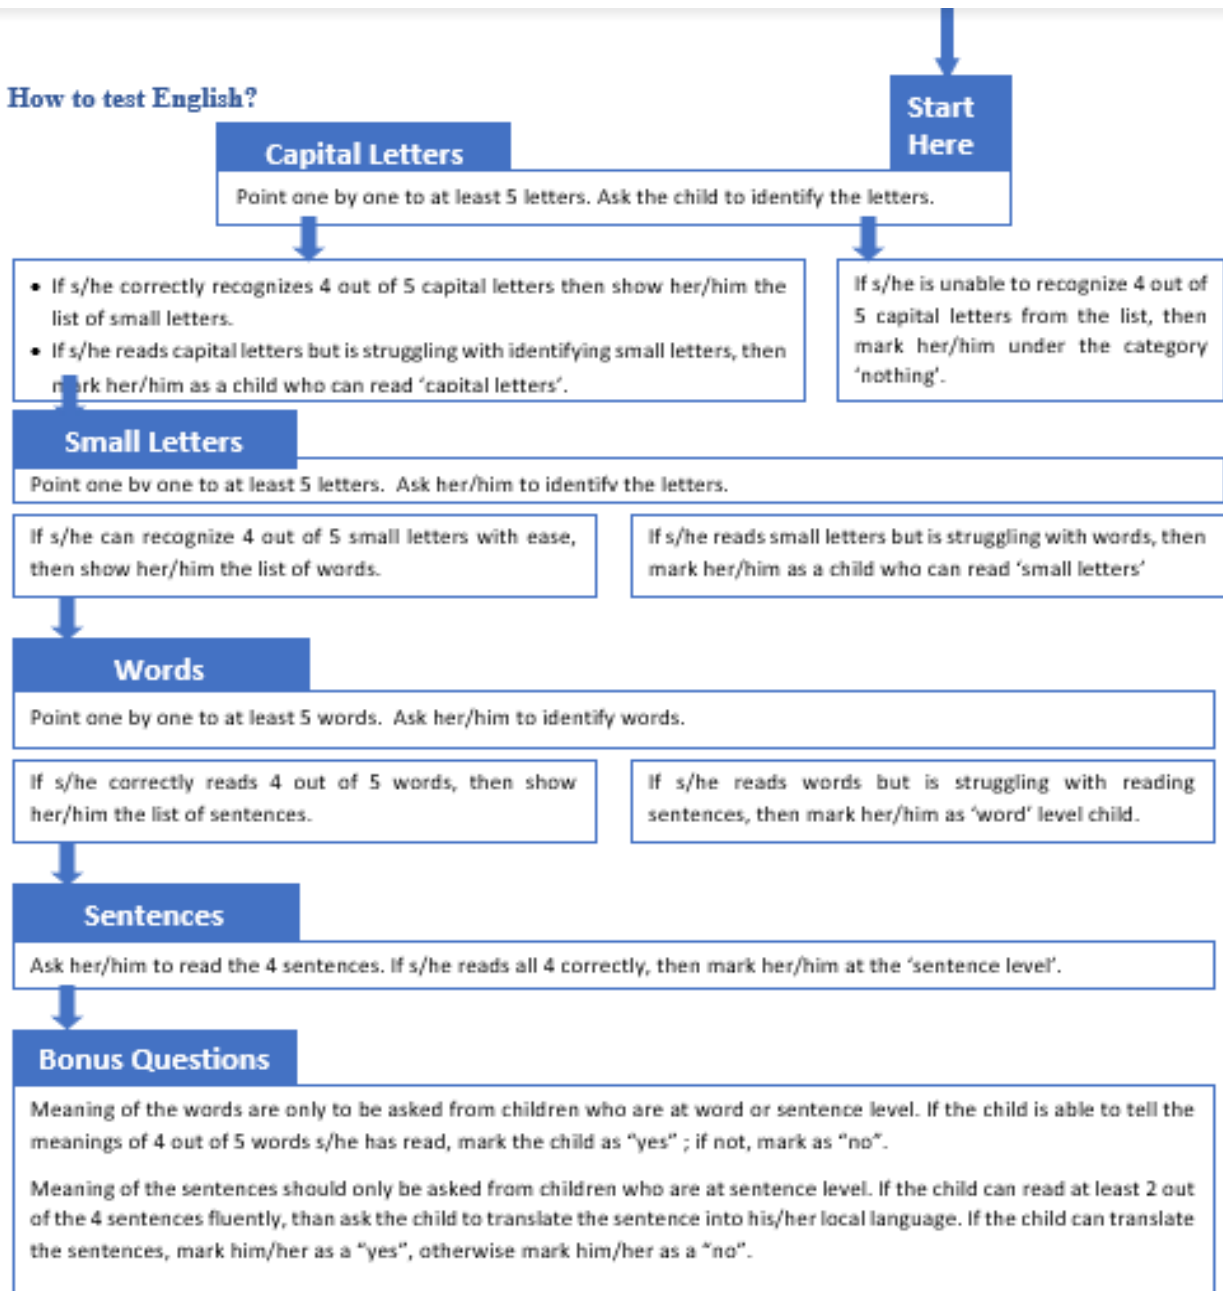 How to test English?
Start
Here
Capital Letters
Point one by one to at least 5 letters. Ask the child to identify the letters.
• If s/he correctly recognizes 4 out of 5 capital letters then show her/him the
list of small letters.
• If s/he reads capital letters but is struggling with identifying small letters, then
mark her/him as a child who can read ‘capital letters’.
If s/he is unable to recognize 4 out of
5 capital letters from the list, then
mark her/him under the category
‘nothing’.
Small Letters
Point one by one to at least 5 letters. Ask her/him to identify the letters.
If s/he can recognize 4 out of 5 small letters with ease,
then show her/him the list of words.
If s/he reads small letters but is struggling with words, then
mark her/him as a child who can read ‘small letters’
Words
Point one by one to at least 5 words. Ask her/him to identify words.
If s/he correctly reads 4 out of 5 words, then show
her/him the list of sentences.
If s/he reads words but is struggling with reading
sentences, then mark her/him as ‘word’ level child.
Sentences
Ask her/him to read the 4 sentences. If s/he reads all 4 correctly, then mark her/him at the ‘sentence level’.
Bonus Questions
Meaning of the words are only to be asked from children who are at word or sentence level. If the child is able to tell the
meanings of 4 out of 5 words s/he has read, mark the child as “yes” ; if not, mark as “no”.
Meaning of the sentences should only be asked from children who are at sentence level. If the child can read at least 2 out
of the 4 sentences fluently, than ask the child to translate the sentence into his/her local language. If the child can translate
the sentences, mark him/her as a “yes”, otherwise mark him/her as a “no”.